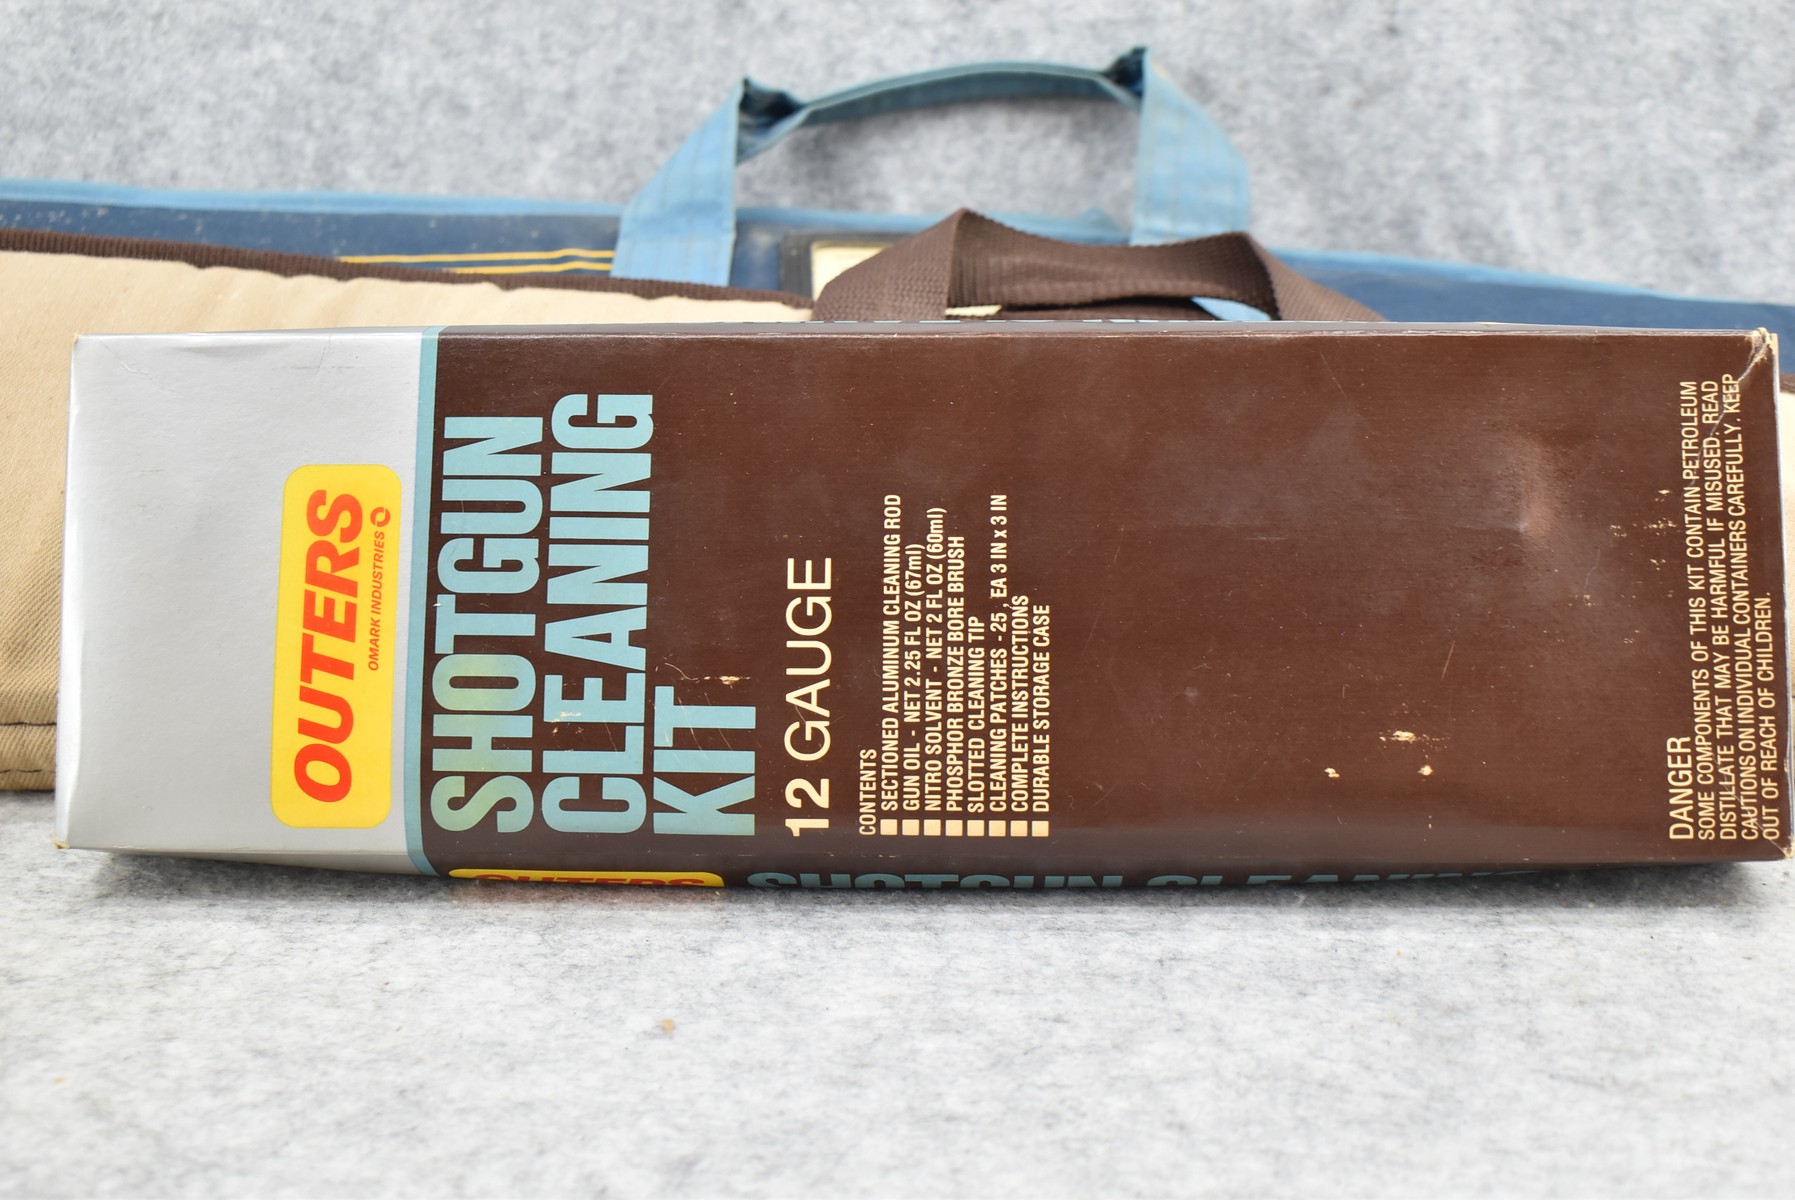 OUTERS
OMARK INDUSTRIES
SHOTGUN
CLEANING
KIT
12 GAUGE
CONTENTS
■ SECTIONED ALUMINUM CLEANING ROD
■ GUN OIL - NET 2.25 FL OZ (67ml)
■ NITRO SOLVENT - NET 2 FL OZ (60ml)
■ PHOSPHOR BRONZE BORE BRUSH
■ SLOTTED CLEANING TIP
■ CLEANING PATCHES - 25, EA 3 IN x 3 IN
■ COMPLETE INSTRUCTIONS
■ DURABLE STORAGE CASE
DANGER
SOME COMPONENTS OF THIS KIT CONTAIN PETROLEUM
DISTILLATE THAT MAY BE HARMFUL IF MISUSED. READ
CAUTIONS ON INDIVIDUAL CONTAINERS CAREFULLY. KEEP
OUT OF REACH OF CHILDREN.
OUTERS SHOTGUN CLEANING